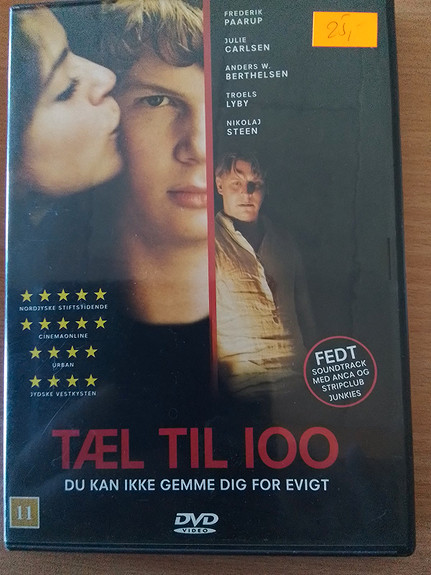 FREDERIK
PAARUP
25,-
JULIE
CARLSEN
ANDERS W.
BERTHELSEN
TROELS
LYBY
NIKOLAJ
STEEN
NORDJYSKE STIFTSTIDENDE
CINEMAONLINE
URBAN
JYDSKE VESTKYSTEN
FEDT
SOUNDTRACK
MED ANCA OG
STRIPCLUB
JUNKIES
TÆL TIL 100
DU KAN IKKE GEMME DIG FOR EVIGT
11
DVD
VIDEO